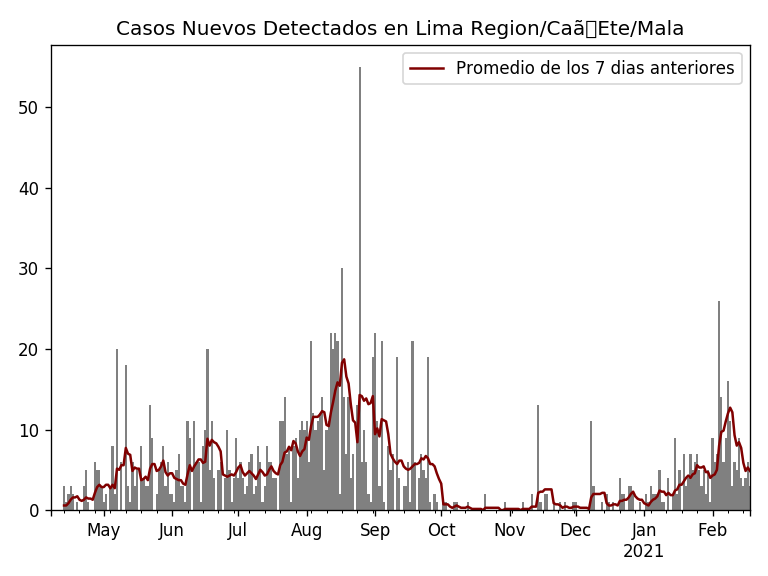 Casos Nuevos Detectados en Lima Region/Caã▯Ete/Mala
Promedio de los 7 dias anteriores
50
40
30
20
10
0
May Jun Jul Aug Sep Oct Nov Dec Jan Feb
2021